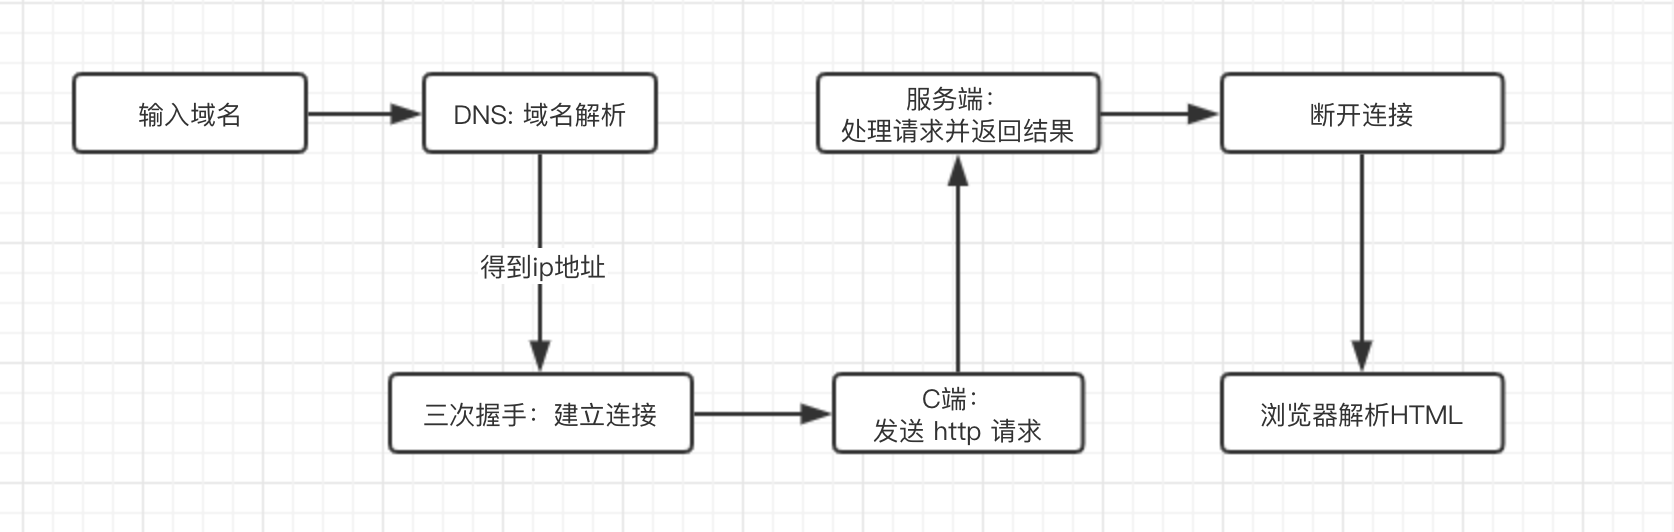 输入域名
DNS: 域名解析
得到ip地址
三次握手：建立连接
C端：
发送 http 请求
服务端：
处理请求并返回结果
断开连接
浏览器解析HTML